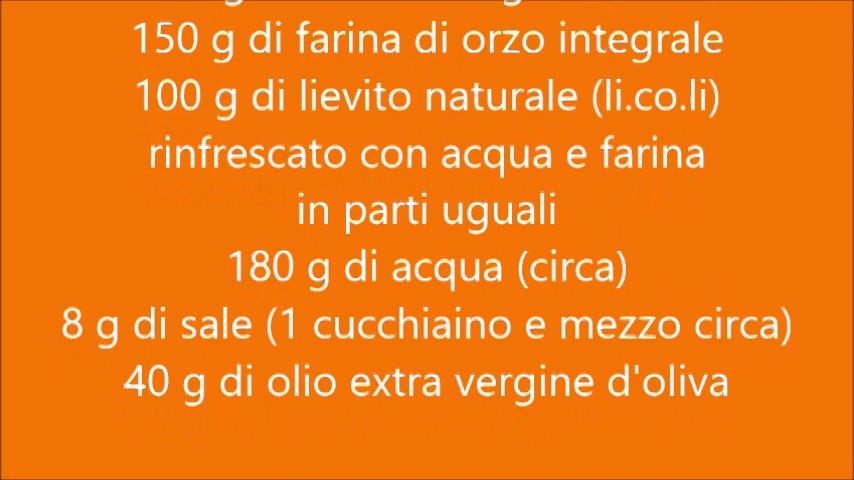 150 g di farina di orzo integrale
100 g di lievito naturale (li.co.li)
rinfrescato con acqua e farina
in parti uguali
180 g di acqua (circa)
8 g di sale (1 cucchiaino e mezzo circa)
40 g di olio extra vergine d'oliva